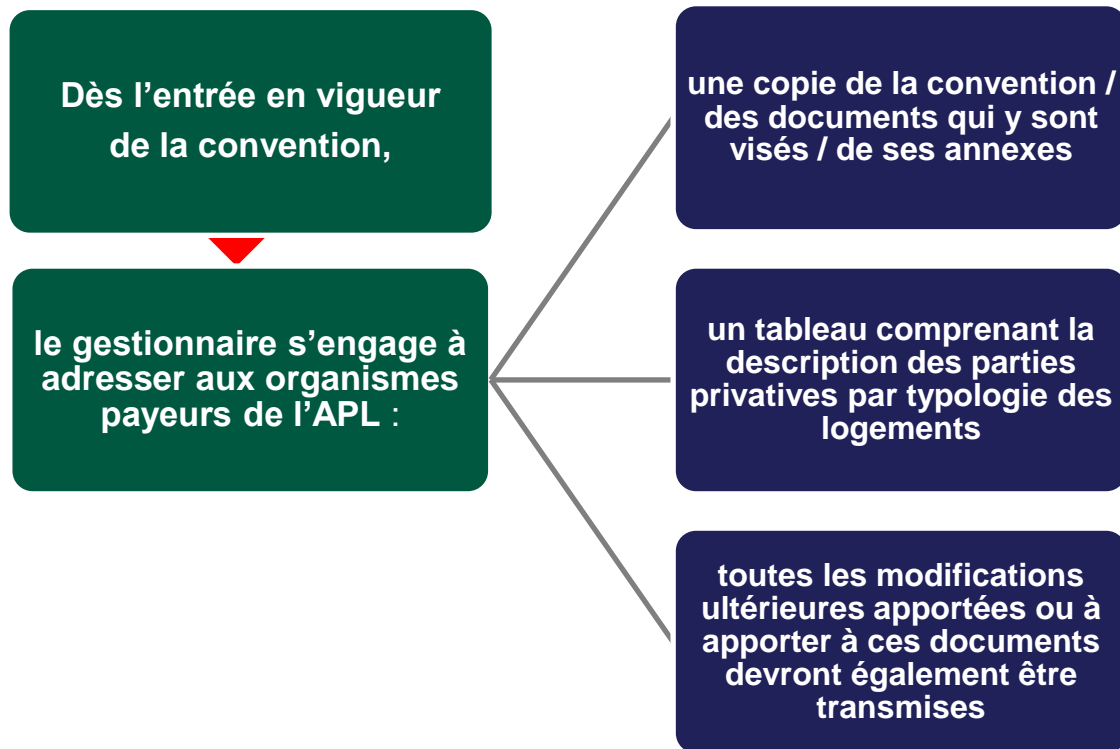 Dès l’entrée en vigueur
de la convention,
le gestionnaire s’engage à
adresser aux organismes
payeurs de l’APL :
une copie de la convention /
des documents qui y sont
visés / de ses annexes
un tableau comprenant la
description des parties
privatives par typologie des
logements
toutes les modifications
ultérieures apportées ou à
apporter à ces documents
devront également être
transmises